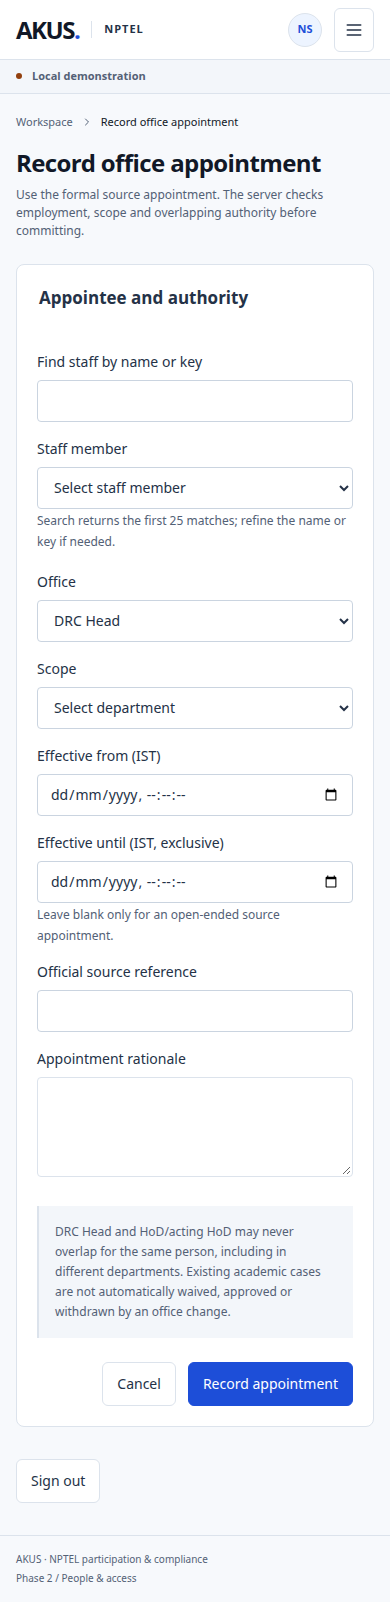 AKUS. NPTEL NS
Local demonstration
Workspace Record office appointment
Record office appointment
Use the formal source appointment. The server checks
employment, scope and overlapping authority before
committing.
Appointee and authority
Find staff by name or key
Staff member
Select staff member
Search returns the first 25 matches; refine the name or
key if needed.
Office
DRC Head
Scope
Select department
Effective from (IST)
dd/mm/yyyy, --:--:--
Effective until (IST, exclusive)
dd/mm/yyyy, --:--:--
Leave blank only for an open-ended source
appointment.
Official source reference
Appointment rationale
DRC Head and HoD/acting HoD may never
overlap for the same person, including in
different departments. Existing academic cases
are not automatically waived, approved or
withdrawn by an office change.
Cancel Record appointment
Sign out
AKUS · NPTEL participation & compliance
Phase 2 / People & access